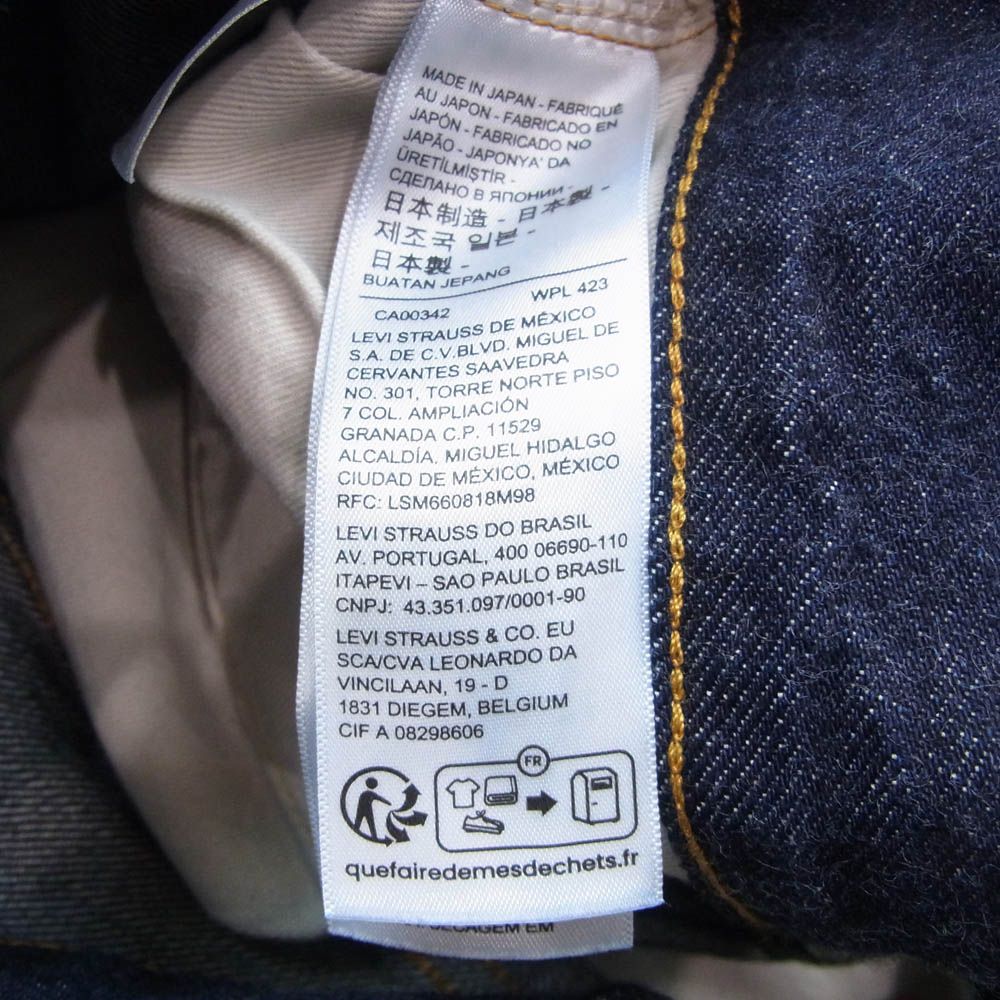 MADE IN JAPAN - FABRIQUÉ
AU JAPON - FABRICADO EN
JAPÓN - FABRICADO NO
JAPÃO - JAPONYA' DA
ÜRETİLMİŞTİR -
СДЕЛАНО В ЯПОНИИ -
日本制造 - 日本製 -
제조국 일본 -
日本製 -
BUATAN JEPANG
WPL 423
CA00342
LEVI STRAUSS DE MÉXICO
S.A. DE C.V.BLVD. MIGUEL DE
CERVANTES SAAVEDRA
NO. 301, TORRE NORTE PISO
7 COL. AMPLIACIÓN
GRANADA C.P. 11529
ALCALDÍA, MIGUEL HIDALGO
CIUDAD DE MÉXICO, MÉXICO
RFC: LSM660818M98
LEVI STRAUSS DO BRASIL
AV. PORTUGAL, 400 06690-110
ITAPEVI – SAO PAULO BRASIL
CNPJ: 43.351.097/0001-90
LEVI STRAUSS & CO. EU
SCA/CVA LEONARDO DA
VINCILAAN, 19 - D
1831 DIEGEM, BELGIUM
CIF A 08298606
FR
quefairedemesdechets.fr
SECAGEM EM